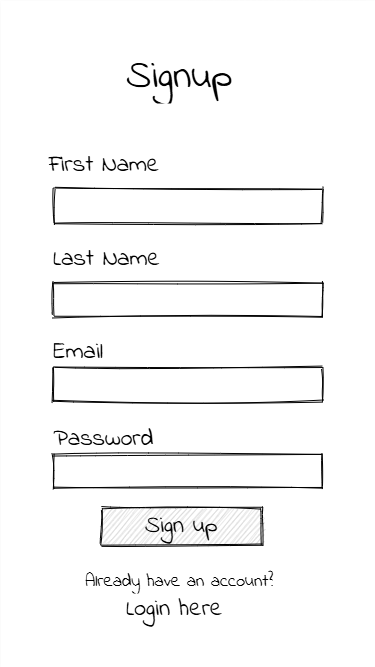 Signup
First Name
Last Name
Email
Password
Sign up
Already have an account?
Login here